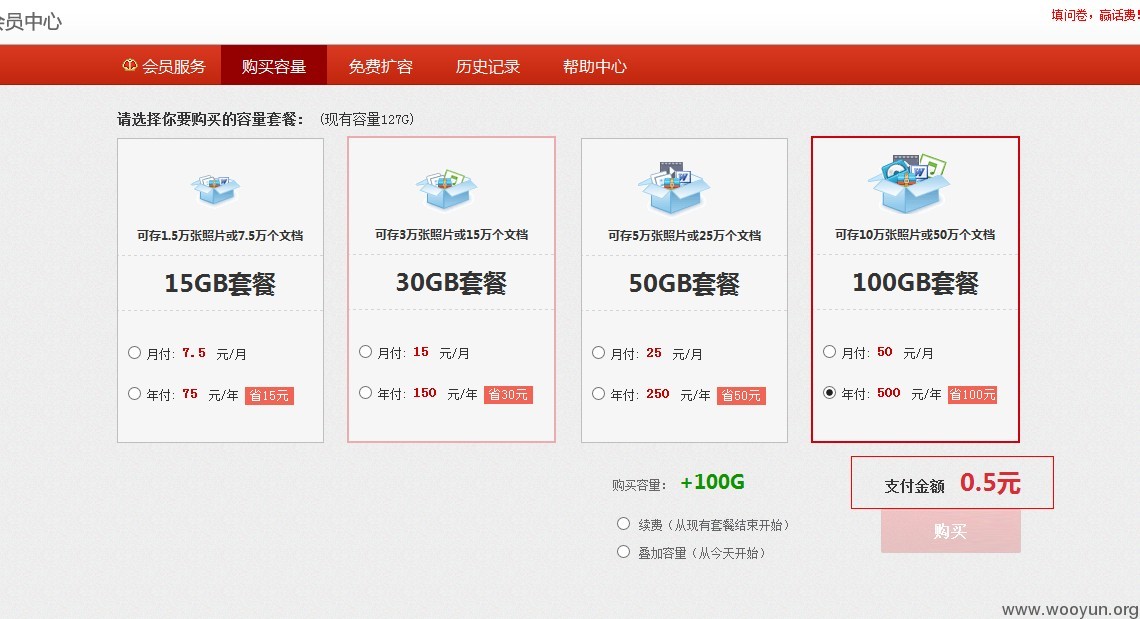 会员中心
填问卷，赢话费!
会员服务 购买容量 免费扩容 历史记录 帮助中心
请选择你要购买的容量套餐： (现有容量127G)
可存1.5万张照片或7.5万个文档
15GB套餐
月付: 7.5 元/月
年付: 75 元/年 省15元
可存3万张照片或15万个文档
30GB套餐
月付: 15 元/月
年付: 150 元/年 省30元
可存5万张照片或25万个文档
50GB套餐
月付: 25 元/月
年付: 250 元/年 省50元
可存10万张照片或50万个文档
100GB套餐
月付: 50 元/月
年付: 500 元/年 省100元
购买容量： +100G
续费（从现有套餐结束开始）
叠加容量（从今天开始）
支付金额 0.5元
购买
www.wooyun.org